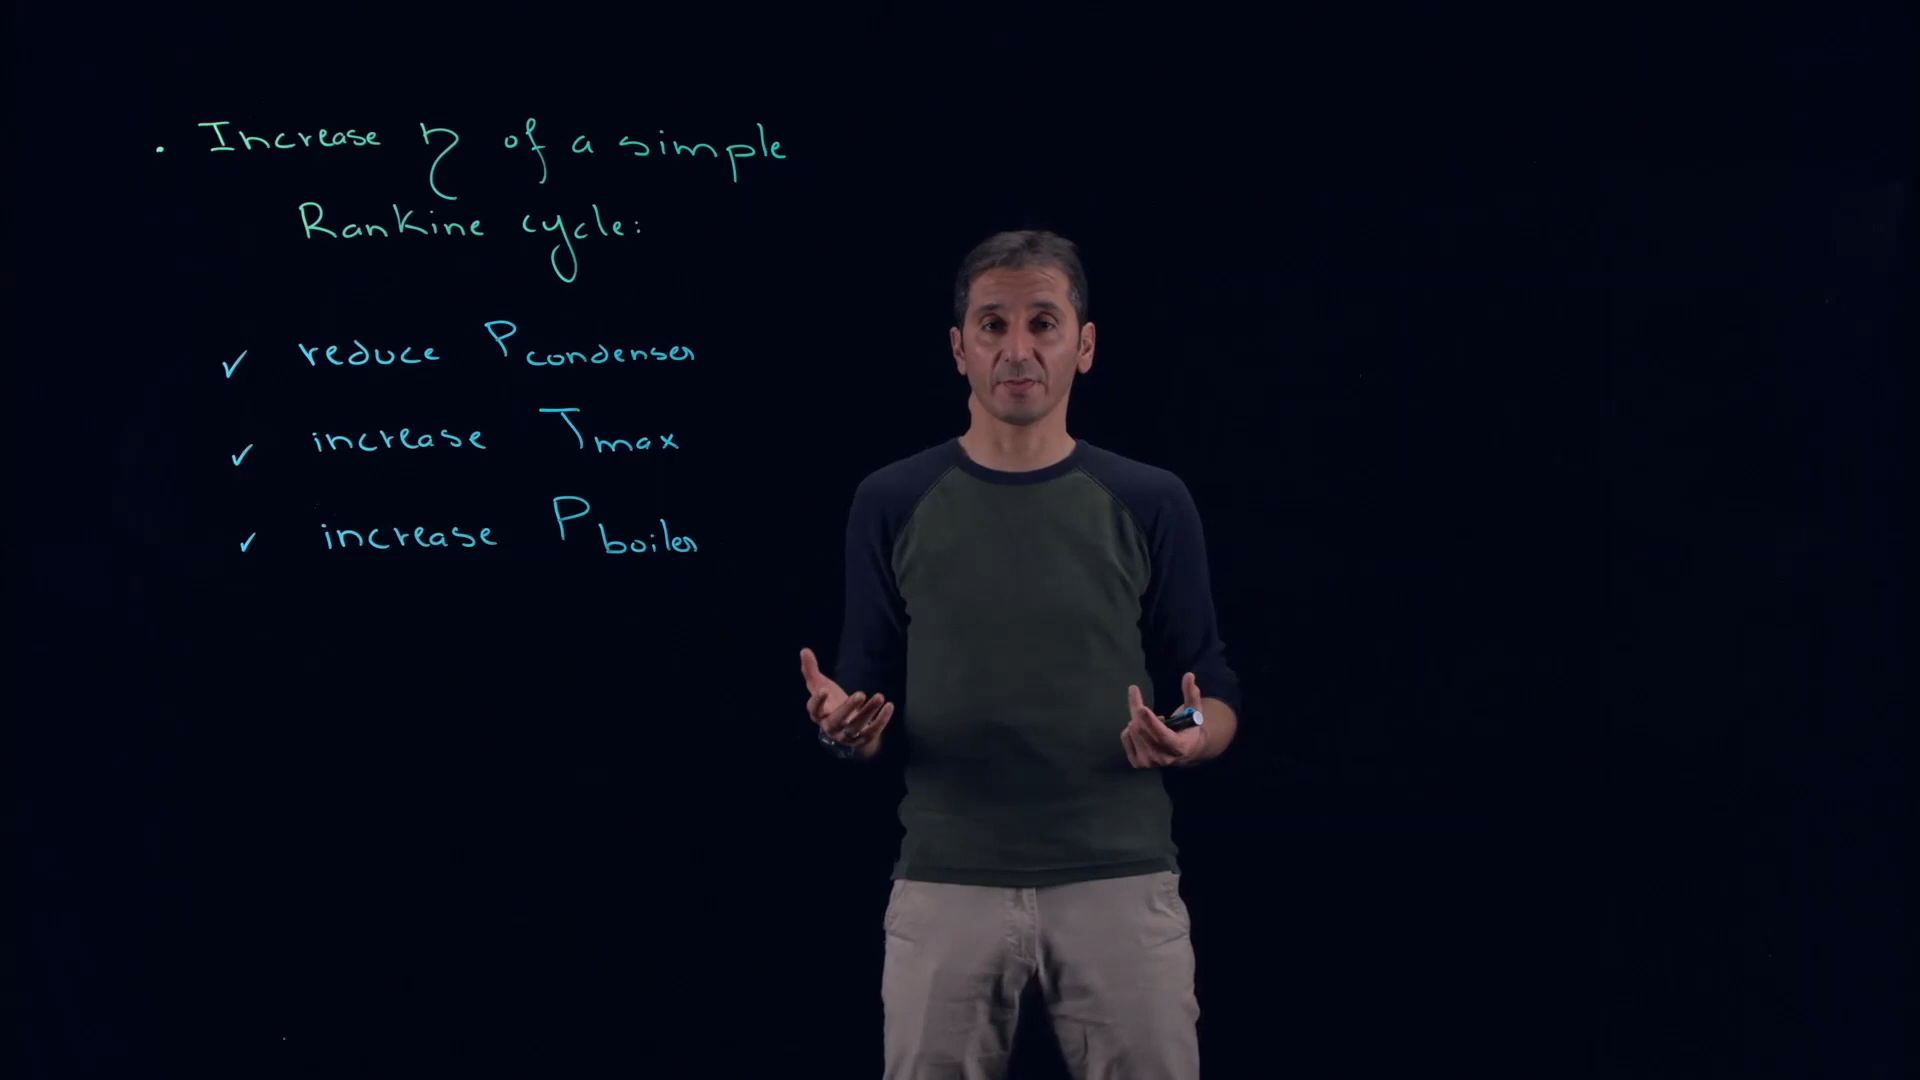 . Increase η of a simple
Rankine cycle:
✓ reduce P condenser
✓ increase T max
✓ increase P boiler